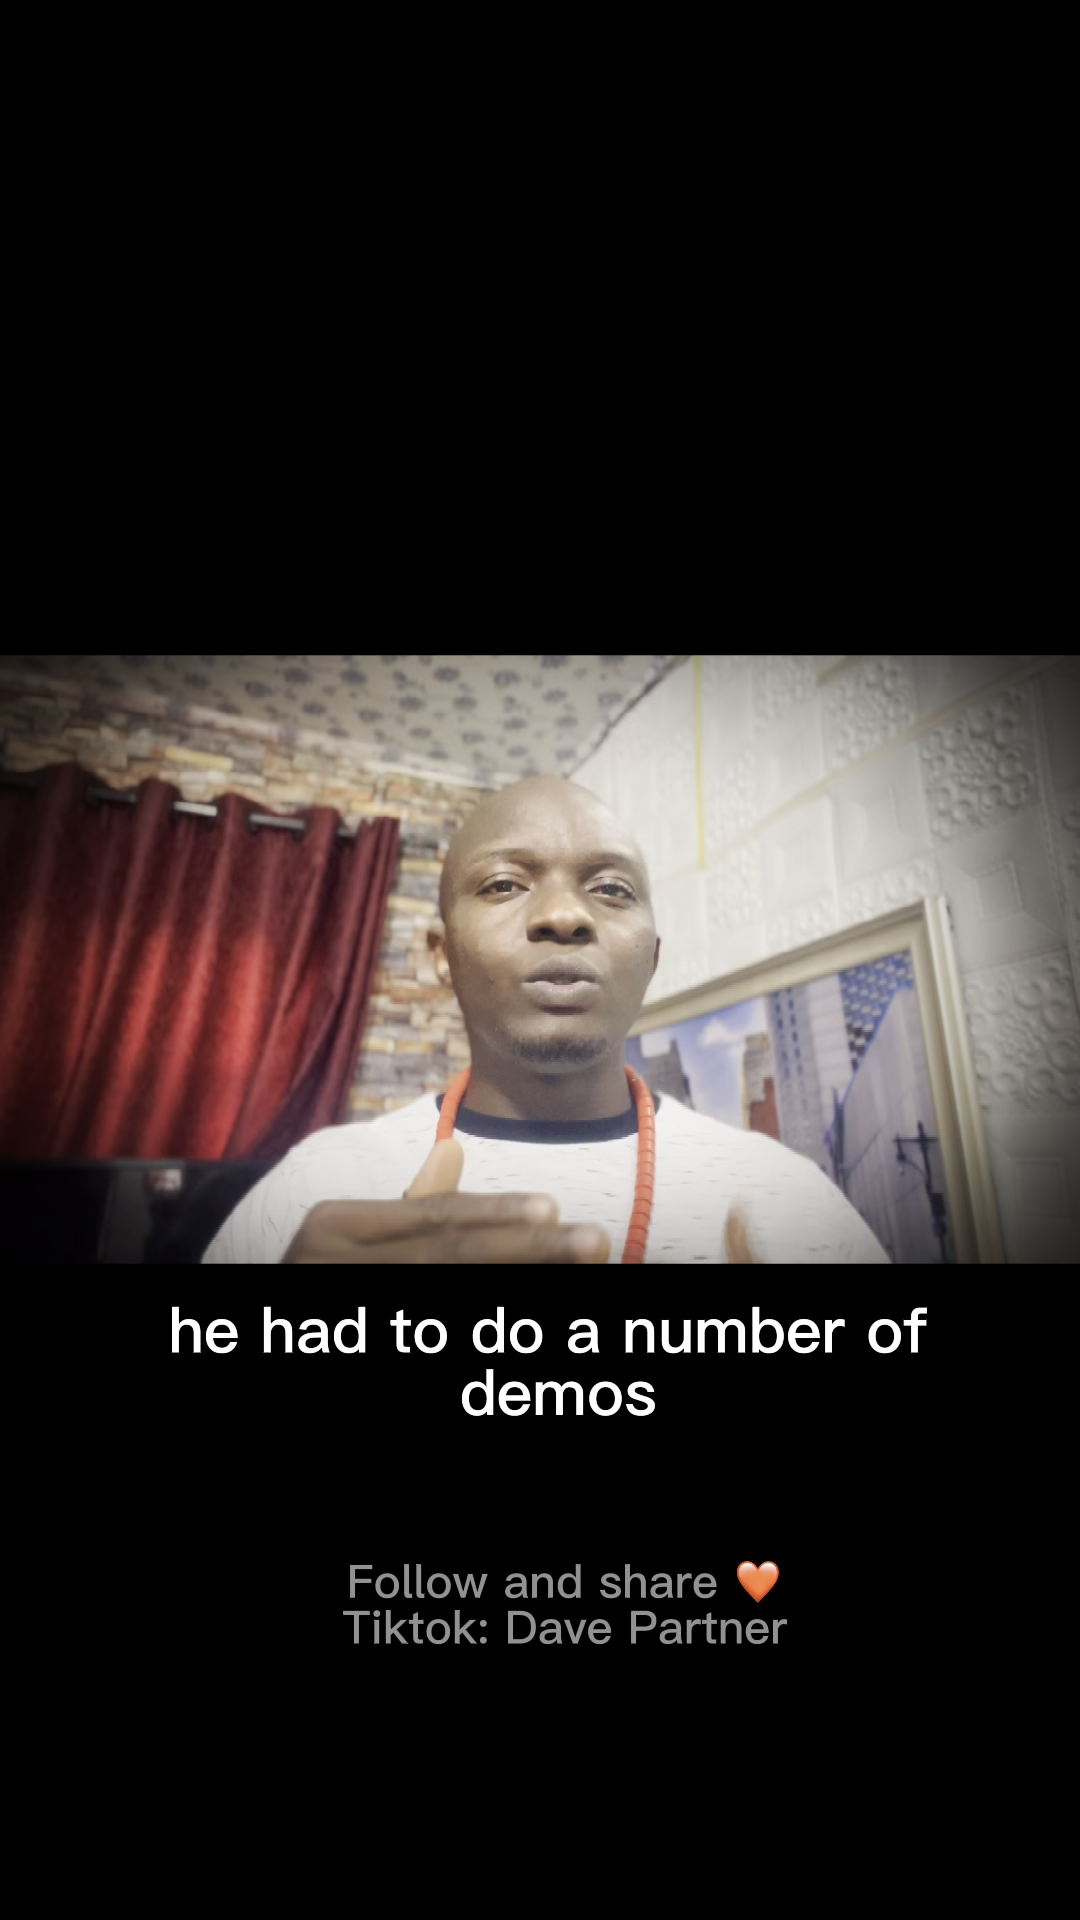 he had to do a number of
demos
Follow and share 🧡
Tiktok: Dave Partner